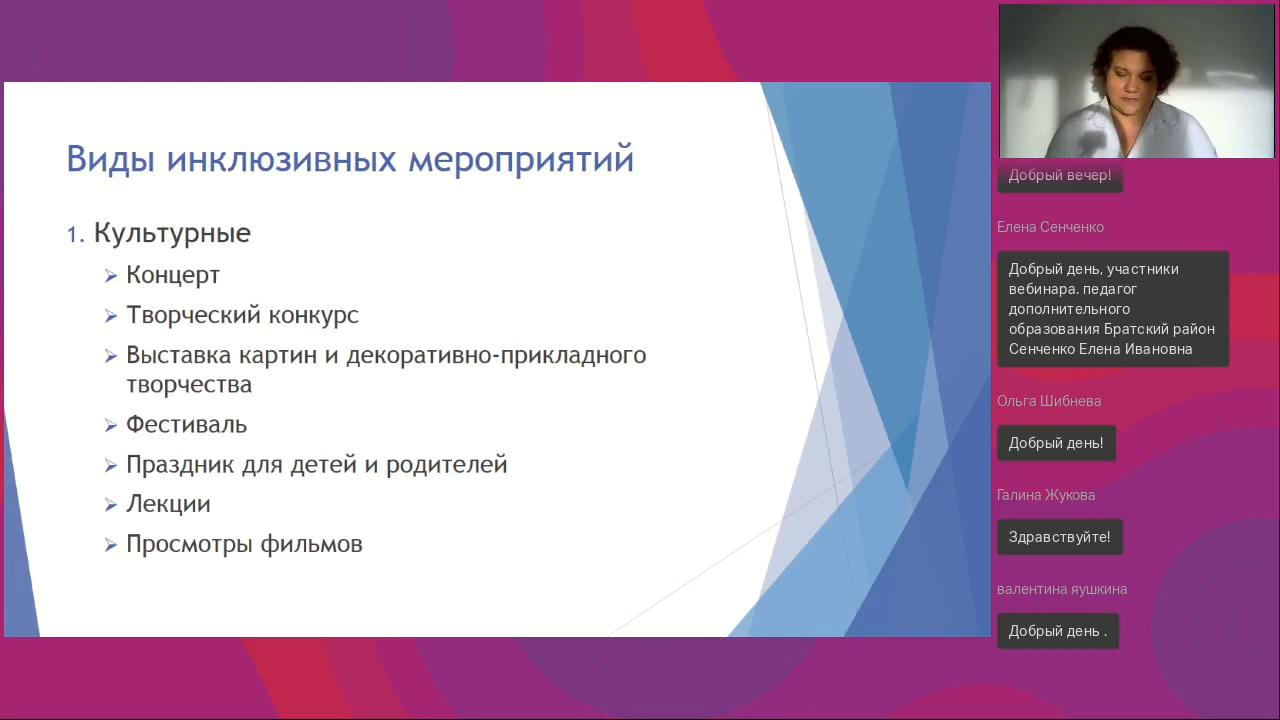 Виды инклюзивных мероприятий
1. Культурные
Концерт
Творческий конкурс
Выставка картин и декоративно-прикладного
творчества
Фестиваль
Праздник для детей и родителей
Лекции
Просмотры фильмов
Добрый вечер!
Елена Сенченко
Добрый день, участники
вебинара. педагог
дополнительного
образования Братский район
Сенченко Елена Ивановна
Ольга Шибнева
Добрый день!
Галина Жукова
Здравствуйте!
валентина яушкина
Добрый день .